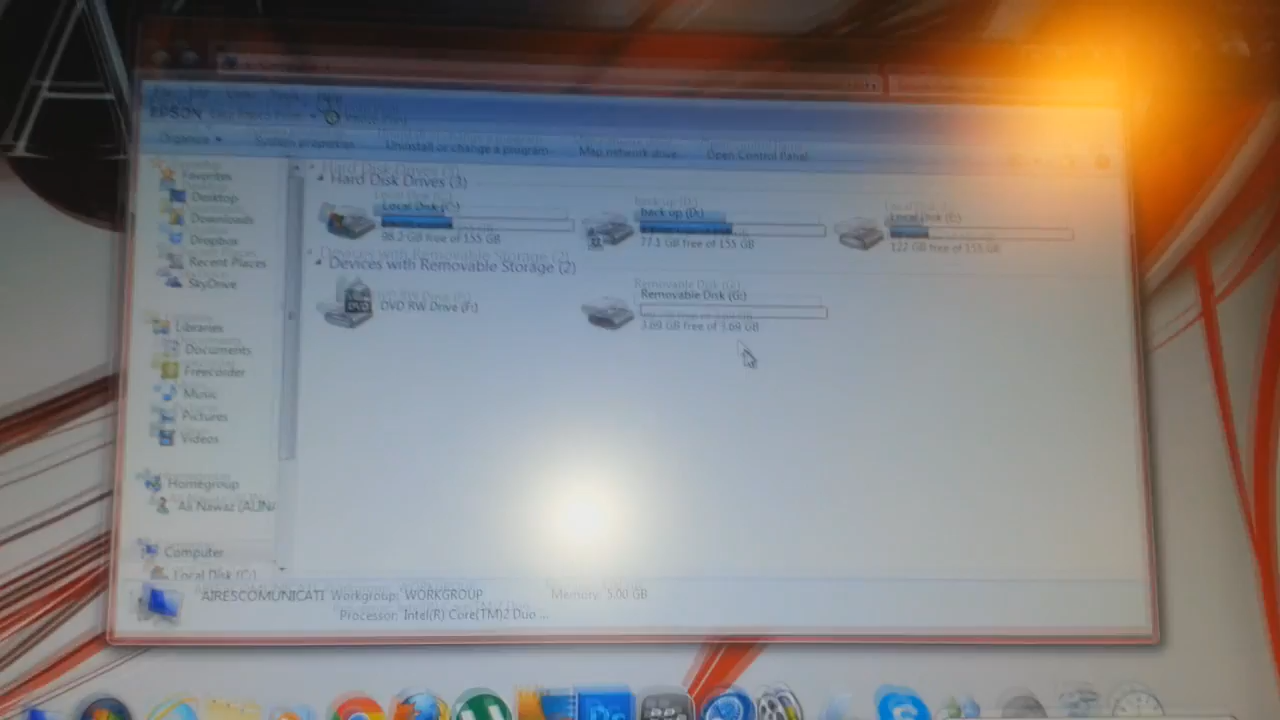 EPSON
Organize
System properties
Uninstall or change a program
Map network drive
Open Control Panel
Favorites
Desktop
Downloads
Dropbox
Recent Places
SkyDrive
Libraries
Documents
Freecorder
Music
Pictures
Videos
Homegroup
Ali Nawaz
Computer
Local Disk (C:)
Hard Disk Drives (3)
Local Disk (C:)
98.2 GB free of 155 GB
back up (D:)
77.1 GB free of 155 GB
Local Disk (E:)
122 GB free of 155 GB
Devices with Removable Storage (2)
DVD RW Drive (F:)
Removable Disk (G:)
3.69 GB free of 3.69 GB
AIRESCOMUNICATI Workgroup: WORKGROUP
Memory: 5.00 GB
Processor: Intel(R) Core(TM)2 Duo ...
Ps